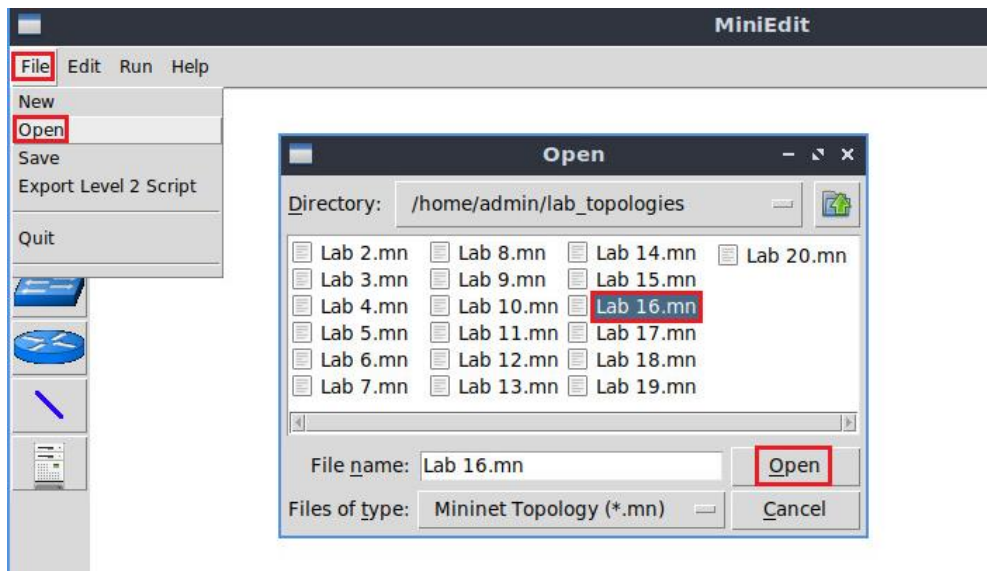 MiniEdit
File Edit Run Help
New
Open
Save
Export Level 2 Script
Quit
Open
Directory: /home/admin/lab_topologies
Lab 2.mn Lab 8.mn Lab 14.mn Lab 20.mn
Lab 3.mn Lab 9.mn Lab 15.mn
Lab 4.mn Lab 10.mn Lab 16.mn
Lab 5.mn Lab 11.mn Lab 17.mn
Lab 6.mn Lab 12.mn Lab 18.mn
Lab 7.mn Lab 13.mn Lab 19.mn
File name: Lab 16.mn Open
Files of type: Mininet Topology (*.mn) Cancel